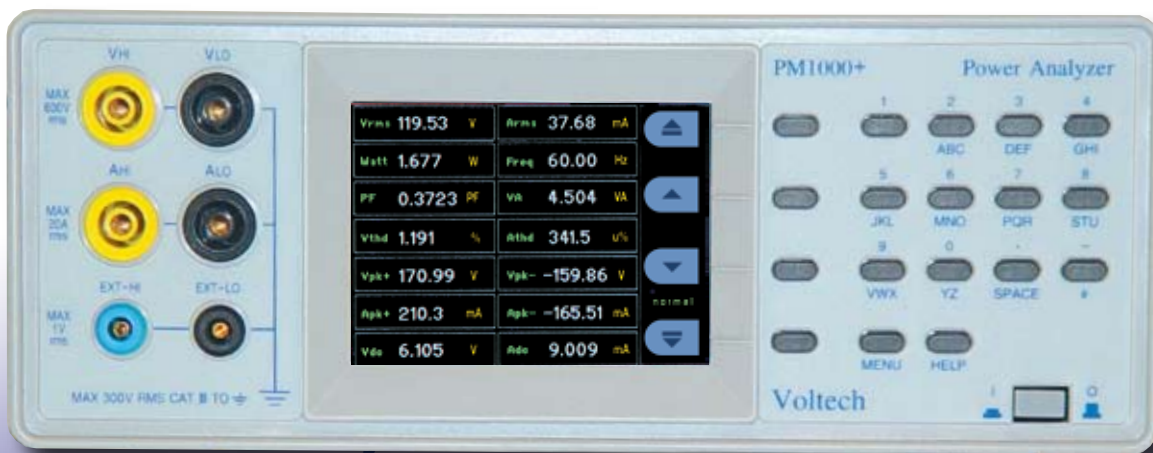 VHI VLO
MAX 600V rms
AHI ALO
MAX 20A rms
EXT-HI EXT-LO
MAX 1V rms
MAX 300V RMS CAT II TO
Vrms 119.53 V Arms 37.68 mA
Watt 1.677 W Freq 60.00 Hz
PF 0.3723 PF VA 4.504 VA
Vthd 1.191 % Athd 341.5 u%
Vpk+ 170.99 V Vpk- -159.86 V
normal
Apk+ 210.3 mA Apk- -165.51 mA
Vdc 6.105 V Adc 9.009 mA
PM1000+ Power Analyzer
1 2 3 4
ABC DEF GHI
5 6 7 8
JKL MNO PQR STU
9 0 . -
VWX YZ SPACE #
MENU HELP
Voltech
I O